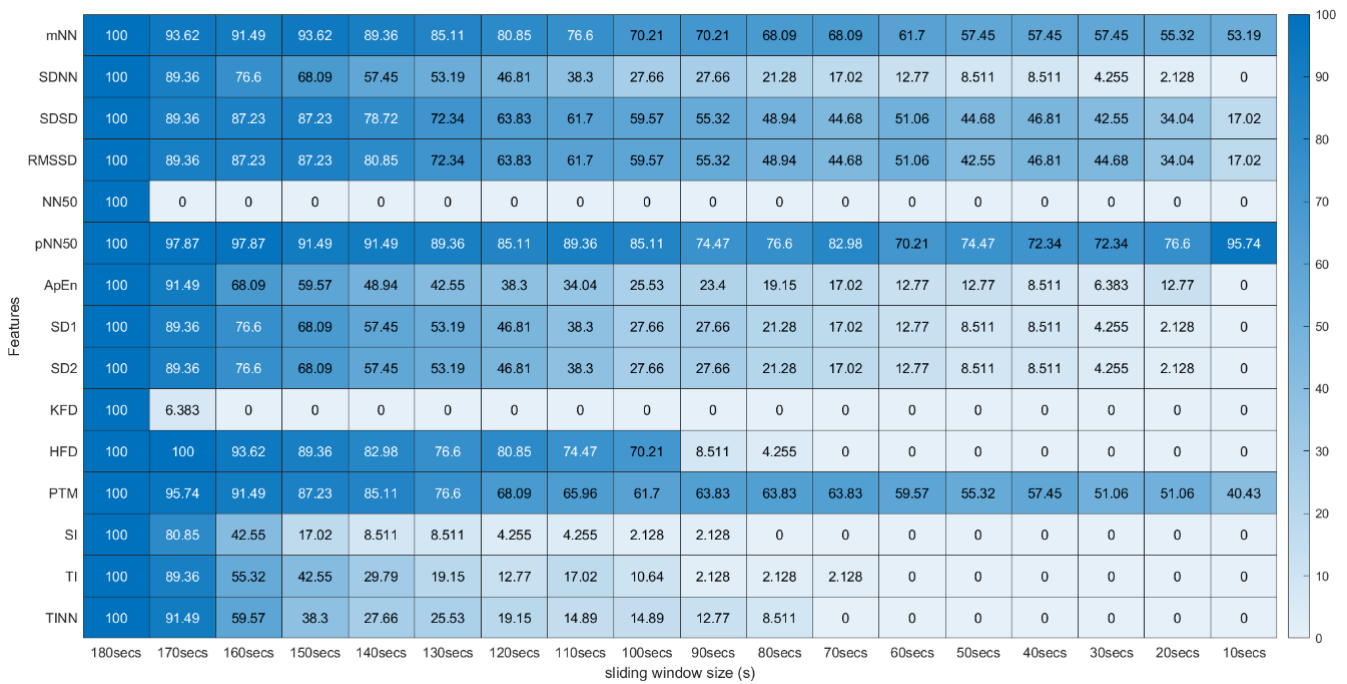 mNN 100 93.62 91.49 93.62 89.36 85.11 80.85 76.6 70.21 70.21 68.09 68.09 61.7 57.45 57.45 57.45 55.32 53.19
SDNN 100 89.36 76.6 68.09 57.45 53.19 46.81 38.3 27.66 27.66 21.28 17.02 12.77 8.511 8.511 4.255 2.128 0
SDSD 100 89.36 87.23 87.23 78.72 72.34 63.83 61.7 59.57 55.32 48.94 44.68 51.06 44.68 46.81 42.55 34.04 17.02
RMSSD 100 89.36 87.23 87.23 80.85 72.34 63.83 61.7 59.57 55.32 48.94 44.68 51.06 42.55 46.81 44.68 34.04 17.02
NN50 100 0 0 0 0 0 0 0 0 0 0 0 0 0 0 0 0 0
pNN50 100 97.87 97.87 91.49 91.49 89.36 85.11 89.36 85.11 74.47 76.6 82.98 70.21 74.47 72.34 72.34 76.6 95.74
ApEn 100 91.49 68.09 59.57 48.94 42.55 38.3 34.04 25.53 23.4 19.15 17.02 12.77 12.77 8.511 6.383 12.77 0
SD1 100 89.36 76.6 68.09 57.45 53.19 46.81 38.3 27.66 27.66 21.28 17.02 12.77 8.511 8.511 4.255 2.128 0
SD2 100 89.36 76.6 68.09 57.45 53.19 46.81 38.3 27.66 27.66 21.28 17.02 12.77 8.511 8.511 4.255 2.128 0
KFD 100 6.383 0 0 0 0 0 0 0 0 0 0 0 0 0 0 0 0
HFD 100 100 93.62 89.36 82.98 76.6 80.85 74.47 70.21 8.511 4.255 0 0 0 0 0 0 0
PTM 100 95.74 91.49 87.23 85.11 76.6 68.09 65.96 61.7 63.83 63.83 63.83 59.57 55.32 57.45 51.06 51.06 40.43
SI 100 80.85 42.55 17.02 8.511 8.511 4.255 4.255 2.128 2.128 0 0 0 0 0 0 0 0
TI 100 89.36 55.32 42.55 29.79 19.15 12.77 17.02 10.64 2.128 2.128 2.128 0 0 0 0 0 0
TINN 100 91.49 59.57 38.3 27.66 25.53 19.15 14.89 14.89 12.77 8.511 0 0 0 0 0 0 0
180secs 170secs 160secs 150secs 140secs 130secs 120secs 110secs 100secs 90secs 80secs 70secs 60secs 50secs 40secs 30secs 20secs 10secs
sliding window size (s)
Features
100
90
80
70
60
50
40
30
20
10
0